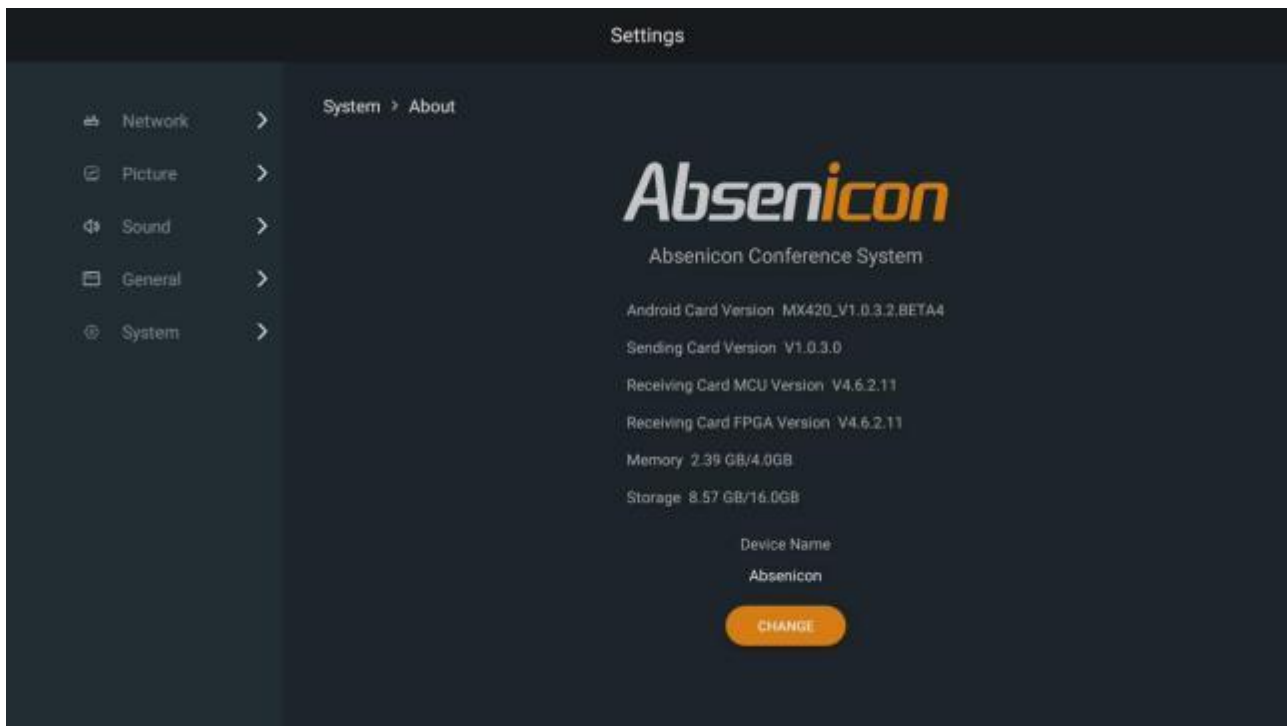 Settings
Network
Picture
Sound
General
System
System > About
Absenicon
Absenicon Conference System
Android Card Version MX420_V1.0.3.2.BETA4
Sending Card Version V1.0.3.0
Receiving Card MCU Version V4.6.2.11
Receiving Card FPGA Version V4.6.2.11
Memory 2.39 GB/4.0GB
Storage 8.57 GB/16.0GB
Device Name
Absenicon
CHANGE